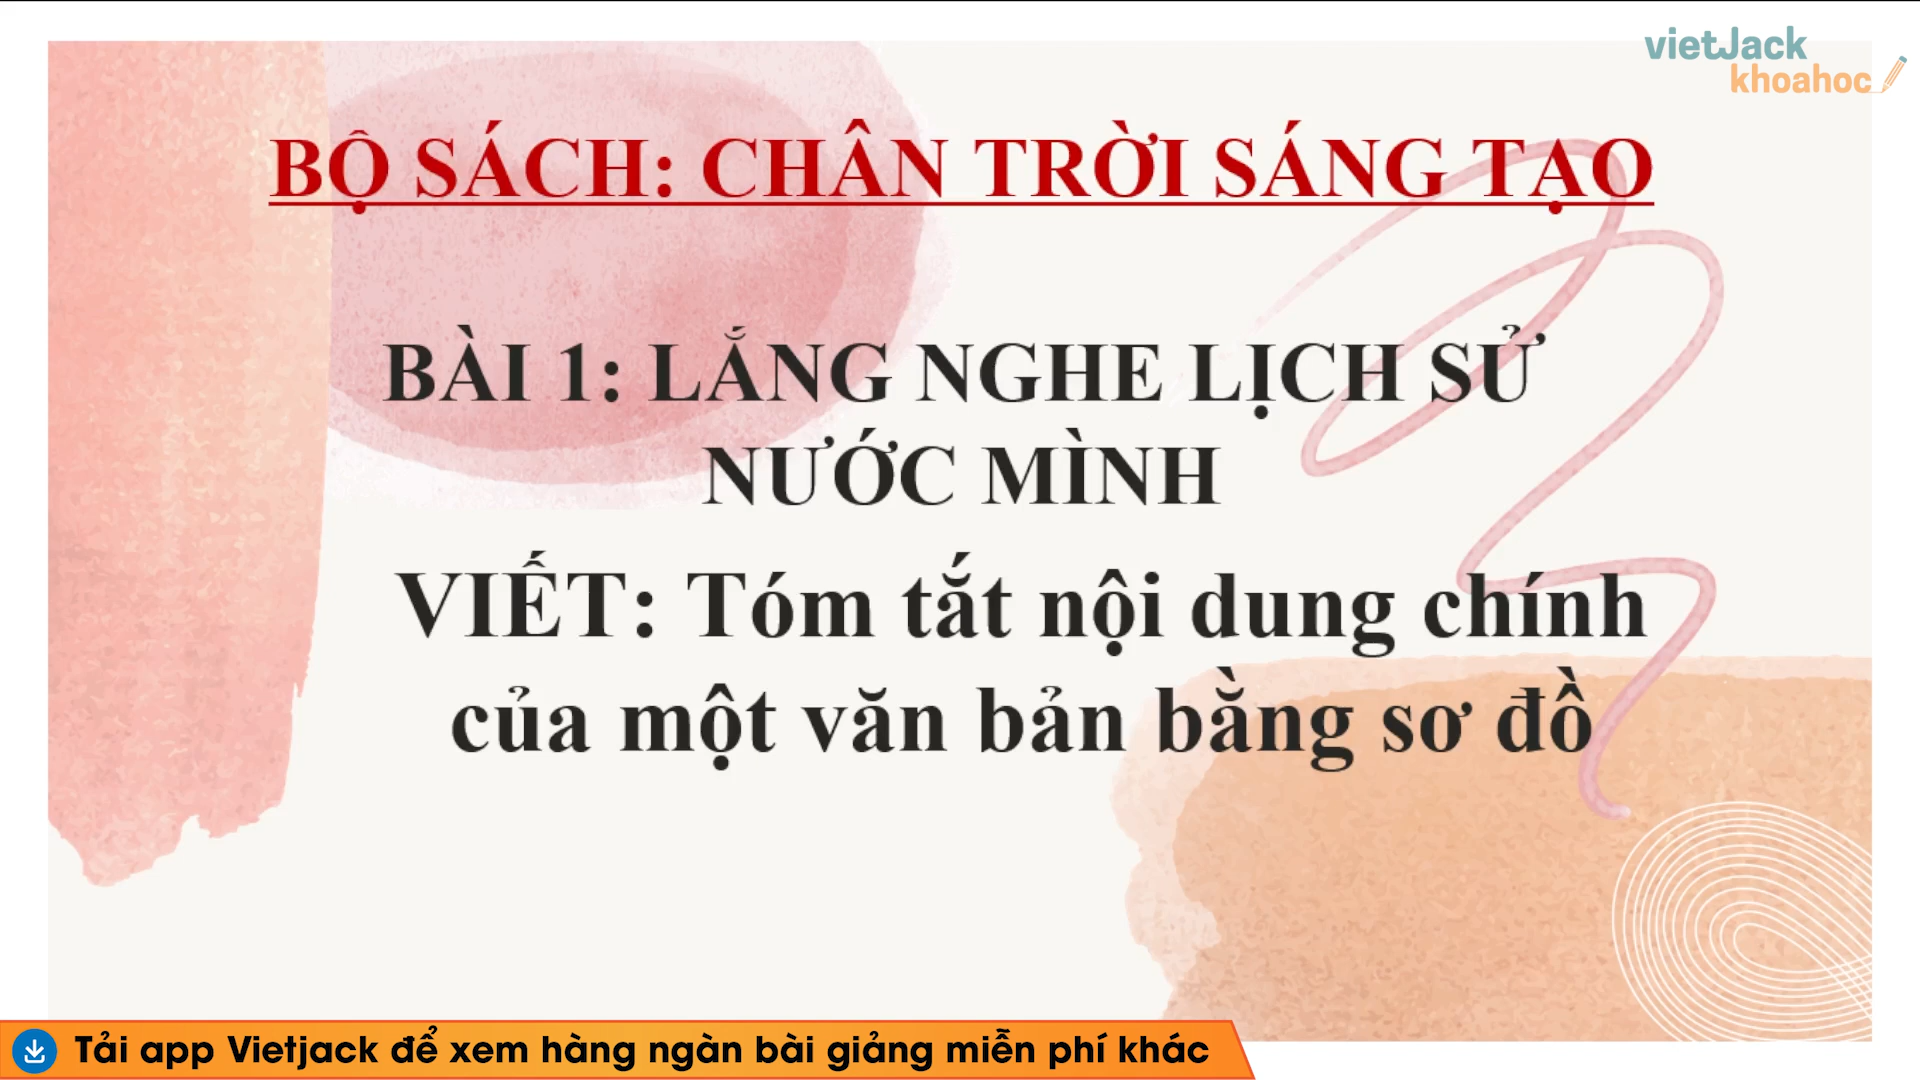 vietJack
khoahoc
BỘ SÁCH: CHÂN TRỜI SÁNG TẠO
BÀI 1: LẮNG NGHE LỊCH SỬ
NƯỚC MÌNH
VIẾT: Tóm tắt nội dung chính
của một văn bản bằng sơ đồ
Tải app Vietjack để xem hàng ngàn bài giảng miễn phí khác